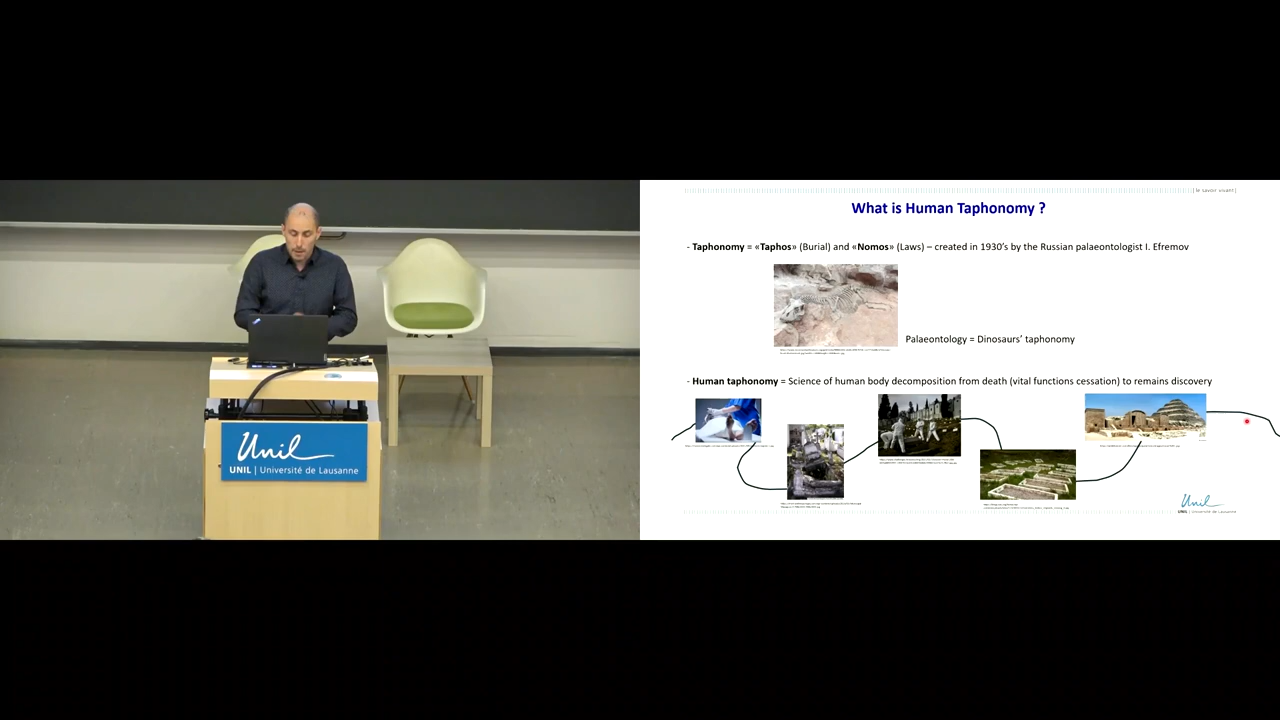 | le savoir vivant |
What is Human Taphonomy ?
- Taphonomy = «Taphos» (Burial) and «Nomos» (Laws) – created in 1930's by the Russian palaeontologist I. Efremov
Palaeontology = Dinosaurs' taphonomy
- Human taphonomy = Science of human body decomposition from death (vital functions cessation) to remains discovery
Unil
UNIL | Université de Lausanne
Unil
UNIL | Université de Lausanne